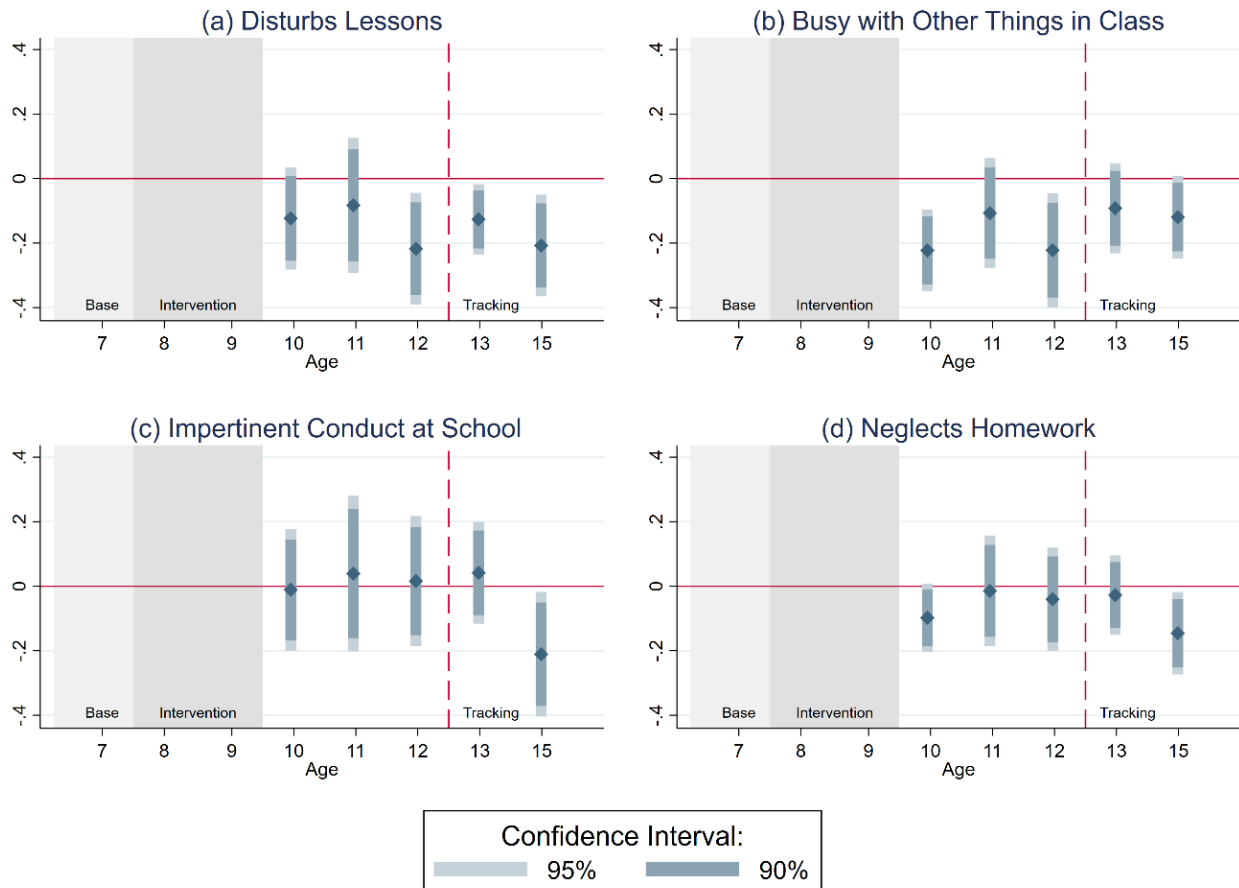 (a) Disturbs Lessons
.4
.2
0
-.2
-.4
Base Intervention Tracking
7 8 9 10 11 12 13 15
Age
(b) Busy with Other Things in Class
.4
.2
0
-.2
-.4
Base Intervention Tracking
7 8 9 10 11 12 13 15
Age
(c) Impertinent Conduct at School
.4
.2
0
-.2
-.4
Base Intervention Tracking
7 8 9 10 11 12 13 15
Age
(d) Neglects Homework
.4
.2
0
-.2
-.4
Base Intervention Tracking
7 8 9 10 11 12 13 15
Age
Confidence Interval:
95% 90%